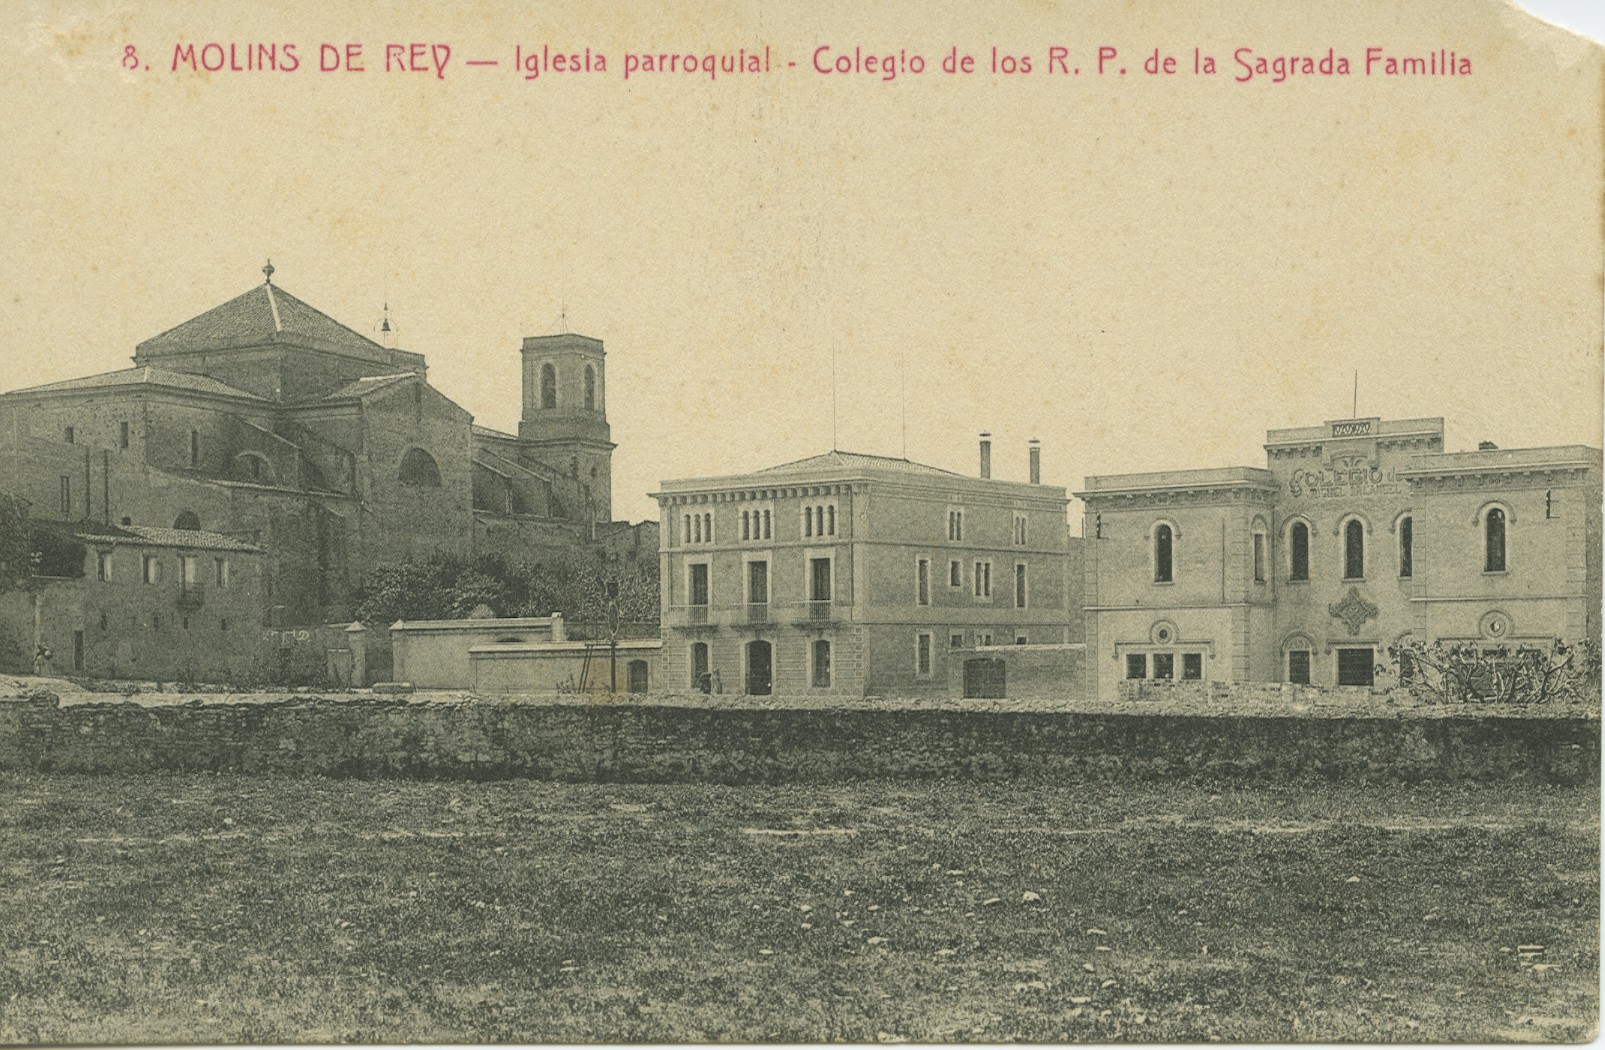 8. MOLINS DE REY — Iglesia parroquial - Colegio de los R. P. de la Sagrada Familia
COLEGIO